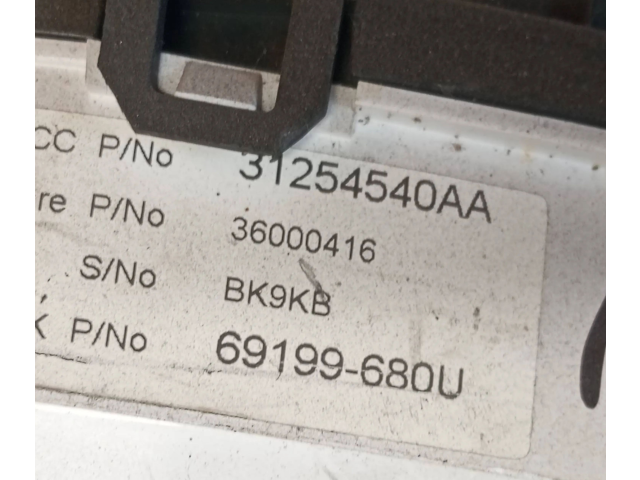 CC P/No 31254540AA
re P/No 36000416
S/No BK9KB
K P/No 69199-680U